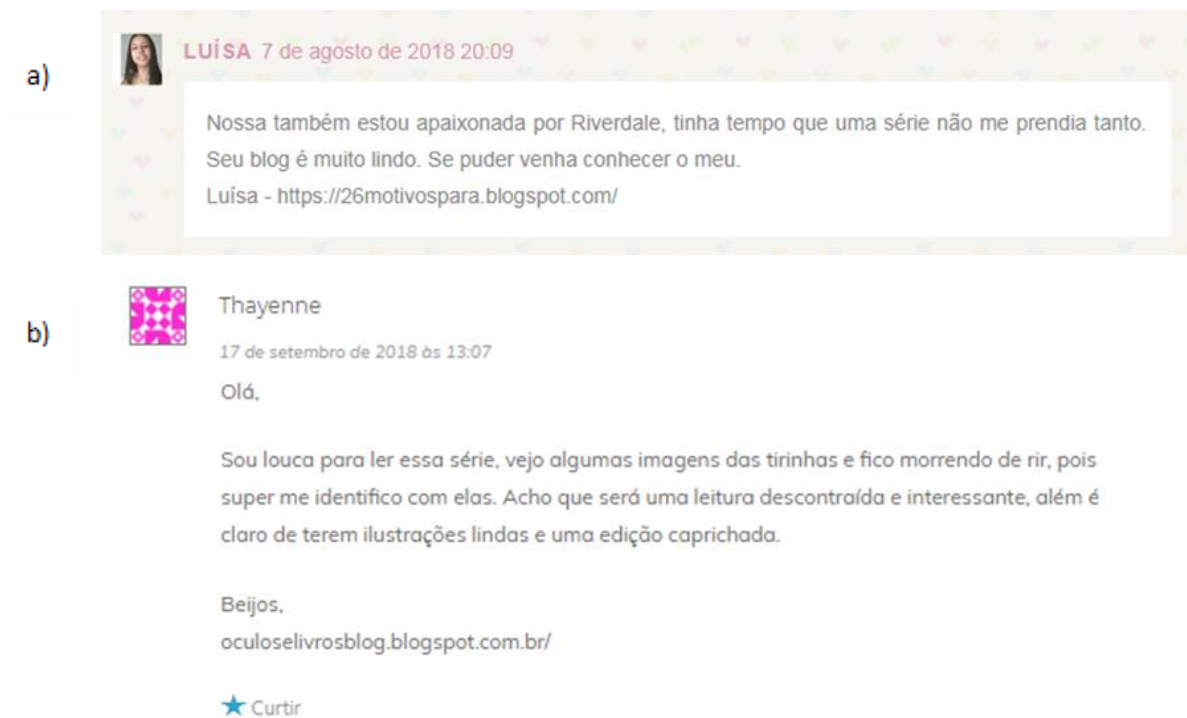 a)
LUÍSA 7 de agosto de 2018 20:09
Nossa também estou apaixonada por Riverdale, tinha tempo que uma série não me prendia tanto.
Seu blog é muito lindo. Se puder venha conhecer o meu.
Luísa - https://26motivospara.blogspot.com/
b)
Thayenne
17 de setembro de 2018 às 13:07
Olá,
Sou louca para ler essa série, vejo algumas imagens das tirinhas e fico morrendo de rir, pois
super me identifico com elas. Acho que será uma leitura descontraída e interessante, além é
claro de terem ilustrações lindas e uma edição caprichada.
Beijos,
oculoselivrosblog.blogspot.com.br/
Curtir